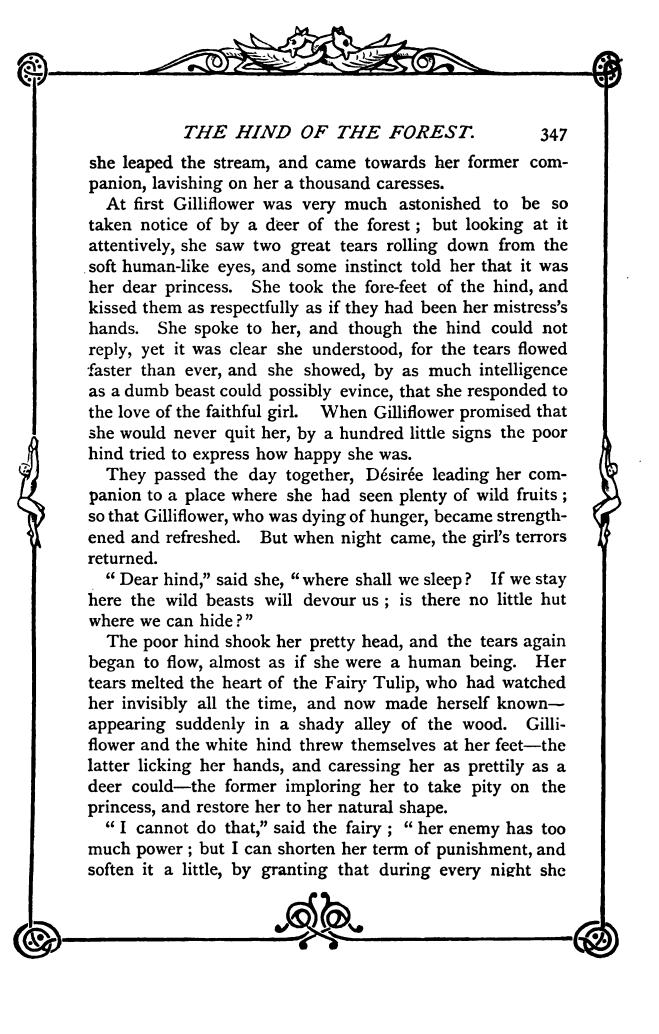 THE HIND OF THE FOREST. 347
she leaped the stream, and came towards her former com-
panion, lavishing on her a thousand caresses.
At first Gilliflower was very much astonished to be so
taken notice of by a deer of the forest ; but looking at it
attentively, she saw two great tears rolling down from the
soft human-like eyes, and some instinct told her that it was
her dear princess. She took the fore-feet of the hind, and
kissed them as respectfully as if they had been her mistress's
hands. She spoke to her, and though the hind could not
reply, yet it was clear she understood, for the tears flowed
faster than ever, and she showed, by as much intelligence
as a dumb beast could possibly evince, that she responded to
the love of the faithful girl. When Gilliflower promised that
she would never quit her, by a hundred little signs the poor
hind tried to express how happy she was.
They passed the day together, Désirée leading her com-
panion to a place where she had seen plenty of wild fruits ;
so that Gilliflower, who was dying of hunger, became strength-
ened and refreshed. But when night came, the girl's terrors
returned.
" Dear hind," said she, " where shall we sleep ? If we stay
here the wild beasts will devour us ; is there no little hut
where we can hide ? "
The poor hind shook her pretty head, and the tears again
began to flow, almost as if she were a human being. Her
tears melted the heart of the Fairy Tulip, who had watched
her invisibly all the time, and now made herself known—
appearing suddenly in a shady alley of the wood. Gilli-
flower and the white hind threw themselves at her feet—the
latter licking her hands, and caressing her as prettily as a
deer could—the former imploring her to take pity on the
princess, and restore her to her natural shape.
" I cannot do that," said the fairy ; " her enemy has too
much power ; but I can shorten her term of punishment, and
soften it a little, by granting that during every night she